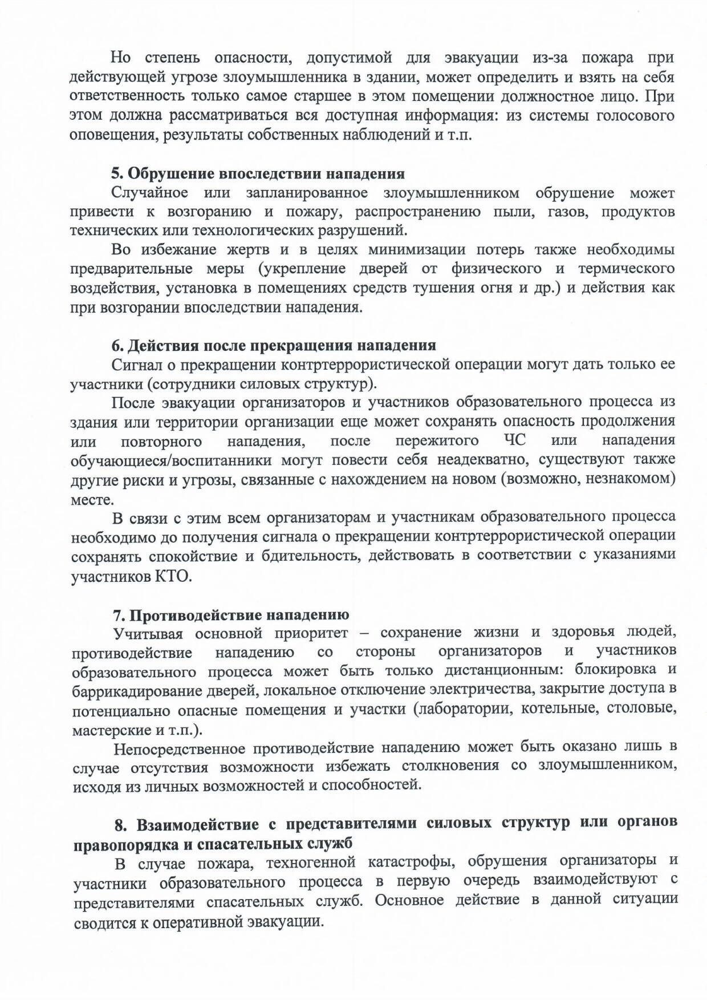 Но степень опасности, допустимой для эвакуации из-за пожара при
действующей угрозе злоумышленника в здании, может определить и взять на себя
ответственность только самое старшее в этом помещении должностное лицо. При
этом должна рассматриваться вся доступная информация: из системы голосового
оповещения, результаты собственных наблюдений и т.п.
5. Обрушение впоследствии нападения
Случайное или запланированное злоумышленником обрушение может
привести к возгоранию и пожару, распространению пыли, газов, продуктов
технических или технологических разрушений.
Во избежание жертв и в целях минимизации потерь также необходимы
предварительные меры (укрепление дверей от физического и термического
воздействия, установка в помещениях средств тушения огня и др.) и действия как
при возгорании впоследствии нападения.
6. Действия после прекращения нападения
Сигнал о прекращении контртеррористической операции могут дать только ее
участники (сотрудники силовых структур).
После эвакуации организаторов и участников образовательного процесса из
здания или территории организации еще может сохранять опасность продолжения
или повторного нападения, после пережитого ЧС или нападения
обучающиеся/воспитанники могут повести себя неадекватно, существуют также
другие риски и угрозы, связанные с нахождением на новом (возможно, незнакомом)
месте.
В связи с этим всем организаторам и участникам образовательного процесса
необходимо до получения сигнала о прекращении контртеррористической операции
сохранять спокойствие и бдительность, действовать в соответствии с указаниями
участников КТО.
7. Противодействие нападению
Учитывая основной приоритет – сохранение жизни и здоровья людей,
противодействие нападению со стороны организаторов и участников
образовательного процесса может быть только дистанционным: блокировка и
баррикадирование дверей, локальное отключение электричества, закрытие доступа в
потенциально опасные помещения и участки (лаборатории, котельные, столовые,
мастерские и т.п.).
Непосредственное противодействие нападению может быть оказано лишь в
случае отсутствия возможности избежать столкновения со злоумышленником,
исходя из личных возможностей и способностей.
8. Взаимодействие с представителями силовых структур или органов
правопорядка и спасательных служб
В случае пожара, техногенной катастрофы, обрушения организаторы и
участники образовательного процесса в первую очередь взаимодействуют с
представителями спасательных служб. Основное действие в данной ситуации
сводится к оперативной эвакуации.